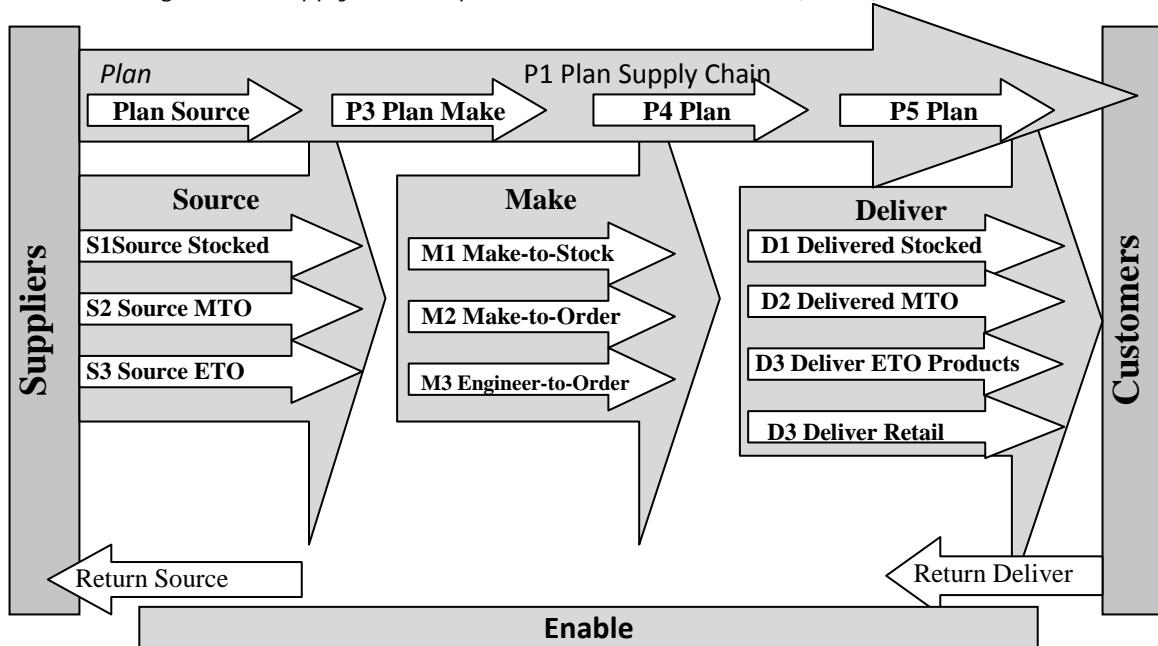 Plan
P1 Plan Supply Chain
Plan Source
P3 Plan Make
P4 Plan
P5 Plan
Suppliers
Source
S1Source Stocked
S2 Source MTO
S3 Source ETO
Make
M1 Make-to-Stock
M2 Make-to-Order
M3 Engineer-to-Order
Deliver
D1 Delivered Stocked
D2 Delivered MTO
D3 Deliver ETO Products
D3 Deliver Retail
Customers
Return Source
Return Deliver
Enable